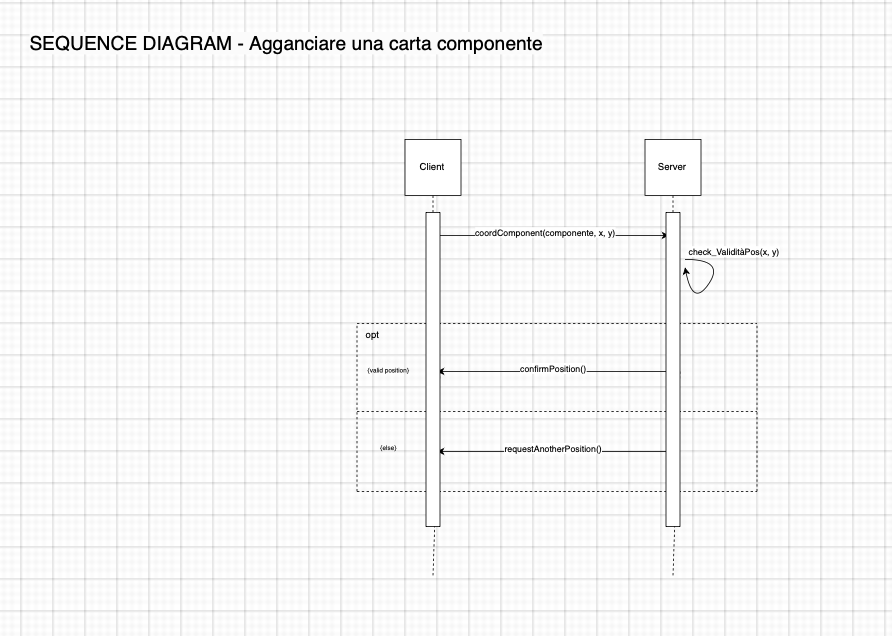 SEQUENCE DIAGRAM - Agganciare una carta componente
Client
Server
coordComponent(componente, x, y)
check_ValiditàPos(x, y)
opt
{valid position}
confirmPosition()
{else}
requestAnotherPosition()